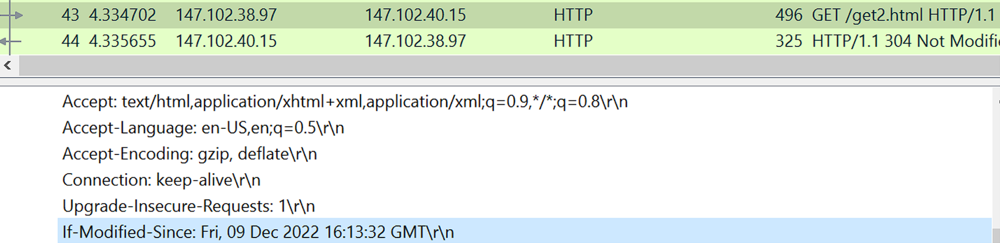 43 4.334702 147.102.38.97 147.102.40.15 HTTP 496 GET /get2.html HTTP/1.1
44 4.335655 147.102.40.15 147.102.38.97 HTTP 325 HTTP/1.1 304 Not Modifie
Accept: text/html,application/xhtml+xml,application/xml;q=0.9,*/*;q=0.8\r\n
Accept-Language: en-US,en;q=0.5\r\n
Accept-Encoding: gzip, deflate\r\n
Connection: keep-alive\r\n
Upgrade-Insecure-Requests: 1\r\n
If-Modified-Since: Fri, 09 Dec 2022 16:13:32 GMT\r\n